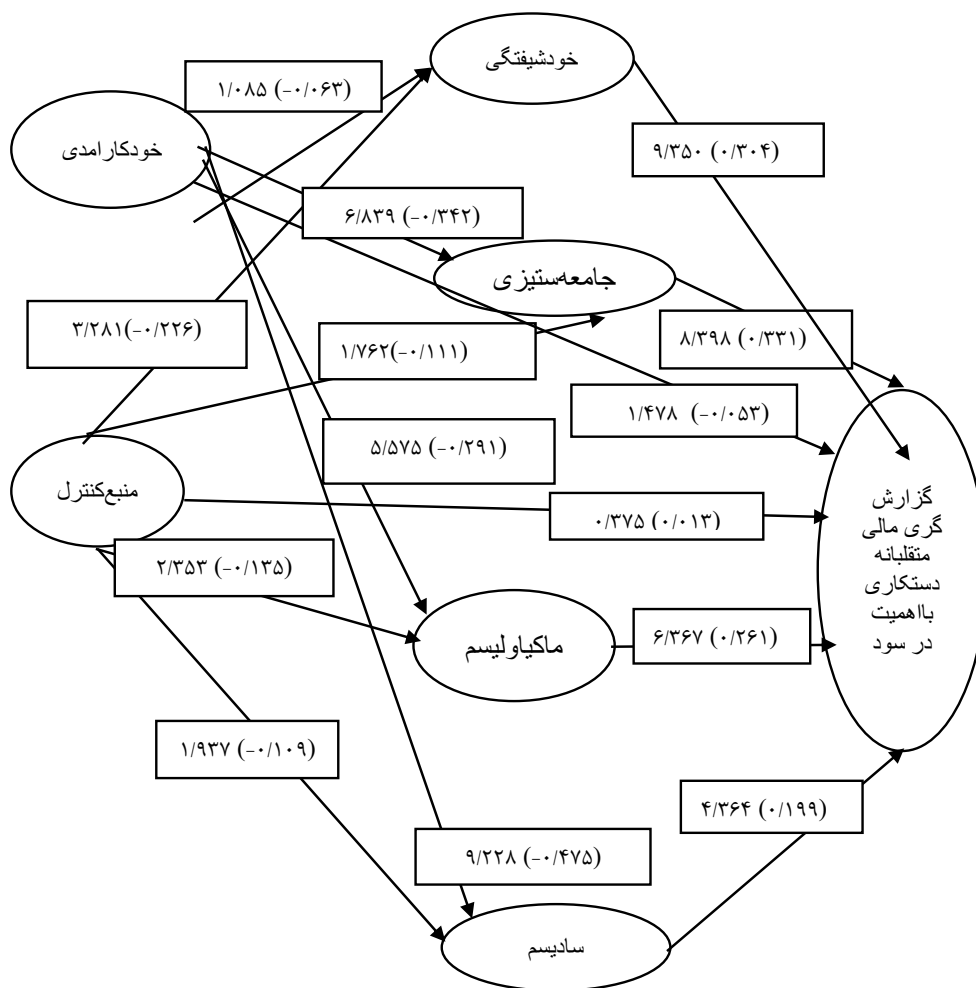 خودشیفتگی
۱/۰۸۵ (-۰/۰۶۳)
خودکارامدی
۹/۳۵۰ (۰/۳۰۴)
۶/۸۳۹ (-۰/۳۴۲)
جامعه‌ستیزی
۳/۲۸۱(-۰/۲۲۶)
۱/۷۶۲(-۰/۱۱۱)
۸/۳۹۸ (۰/۳۳۱)
۱/۴۷۸ (-۰/۰۵۳)
۵/۵۷۵ (-۰/۲۹۱)
منبع‌کنترل
گزارش
گری مالی
متقلبانه
دستکاری
بااهمیت
در سود
۰/۳۷۵ (۰/۰۱۳)
۲/۳۵۳ (-۰/۱۳۵)
ماکیاولیسم
۶/۳۶۷ (۰/۲۶۱)
۱/۹۳۷ (-۰/۱۰۹)
۴/۳۶۴ (۰/۱۹۹)
۹/۲۲۸ (-۰/۴۷۵)
سادیسم